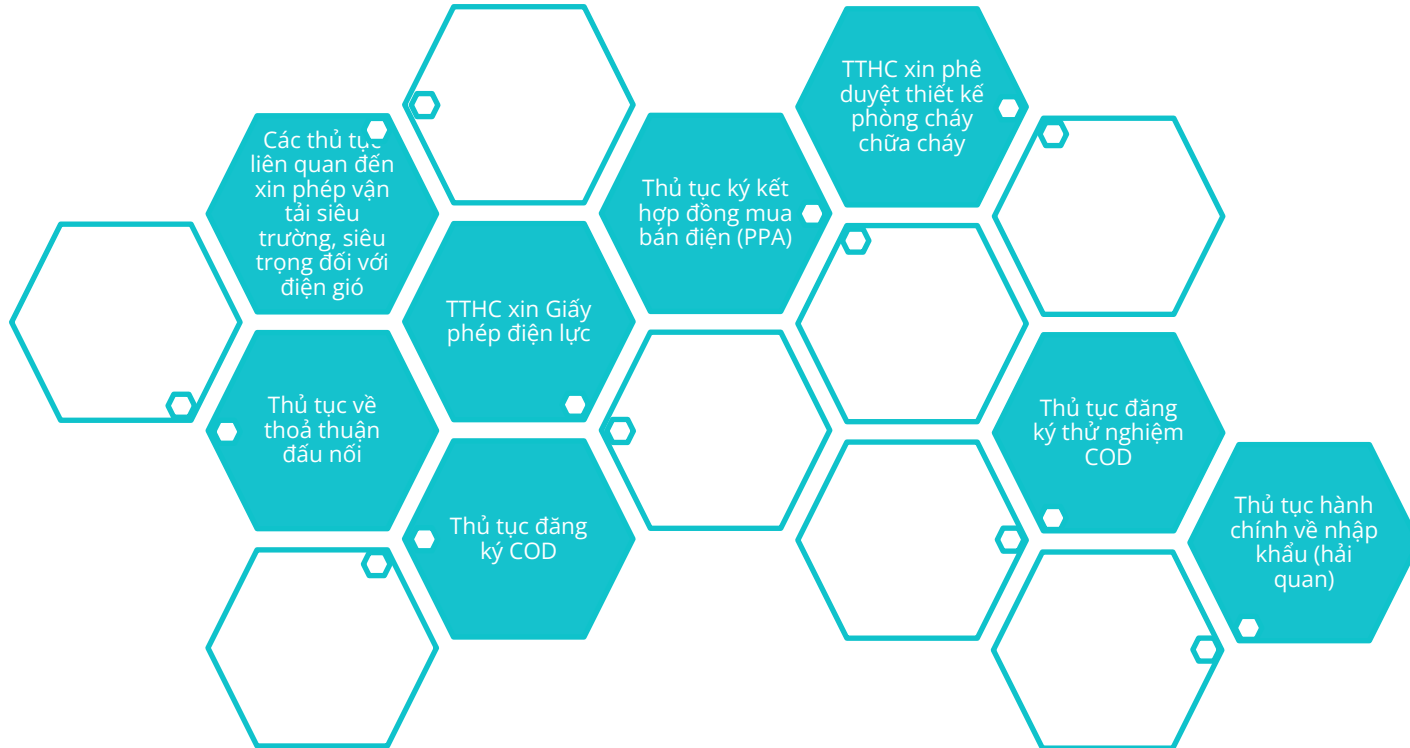 Các thủ tục
liên quan đến
xin phép vận
tải siêu
trường, siêu
trọng đối với
điện gió
TTHC xin Giấy
phép điện lực
Thủ tục ký kết
hợp đồng mua
bán điện (PPA)
TTHC xin phê
duyệt thiết kế
phòng cháy
chữa cháy
Thủ tục về
thoả thuận
đấu nối
Thủ tục đăng
ký COD
Thủ tục đăng
ký thử nghiệm
COD
Thủ tục hành
chính về nhập
khẩu (hải
quan)